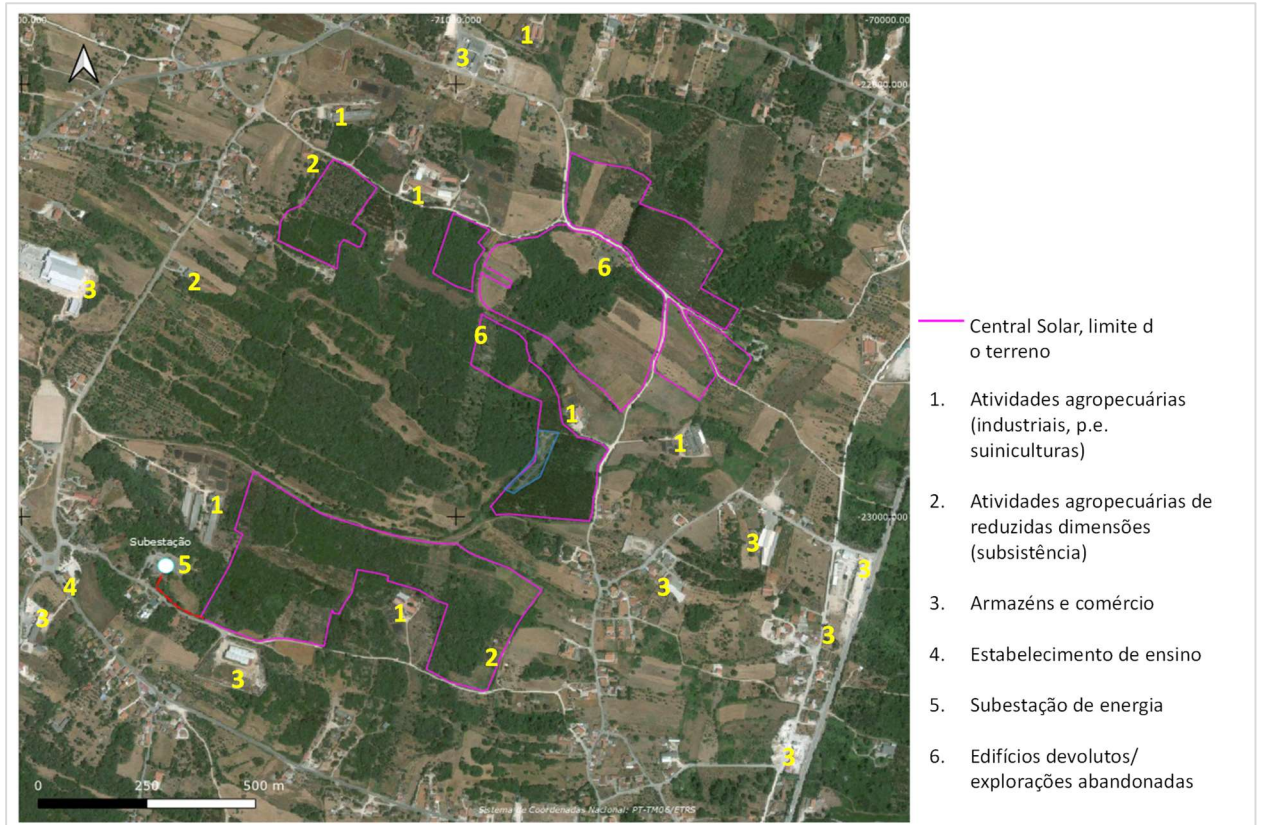 00.000
-71000.000
-70000.000
1
3
-22000.000
1
2
1
6
2
3
6
1
1
1
3
Subestação
5
4
3
3
3
1
3
3
2
3
3
0 250 500 m
Sistema de Coordenadas Nacional: PT-TM06/ETRS
-23000.000
Central Solar, limite d
o terreno
1. Atividades agropecuárias
(industriais, p.e.
suiniculturas)
2. Atividades agropecuárias de
reduzidas dimensões
(subsistência)
3. Armazéns e comércio
4. Estabelecimento de ensino
5. Subestação de energia
6. Edifícios devolutos/
explorações abandonadas